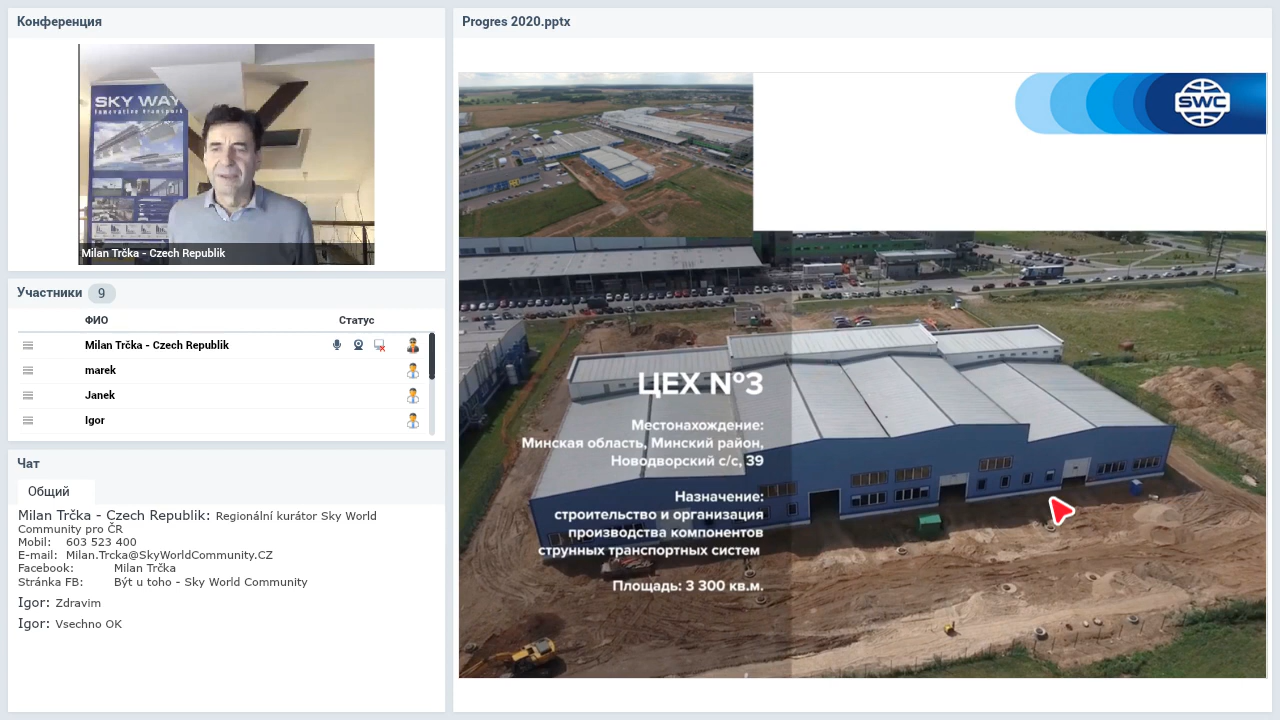 Конференция
SKY WAY
innovative transport
Milan Trčka - Czech Republik
Участники 9
ФИО Статус
Milan Trčka - Czech Republik
marek
Janek
Igor
Чат
Общий
Milan Trčka - Czech Republik: Regionální kurátor Sky World
Community pro ČR
Mobil: 603 523 400
E-mail: Milan.Trcka@SkyWorldCommunity.CZ
Facebook: Milan Trčka
Stránka FB: Být u toho - Sky World Community
Igor: Zdravim
Igor: Vsechno OK
Progres 2020.pptx
SWC
ЦЕХ №3
Местонахождение:
Минская область, Минский район,
Новодворский с/с, 39
Назначение:
строительство и организация
производства компонентов
струнных транспортных систем
Площадь: 3 300 кв.м.